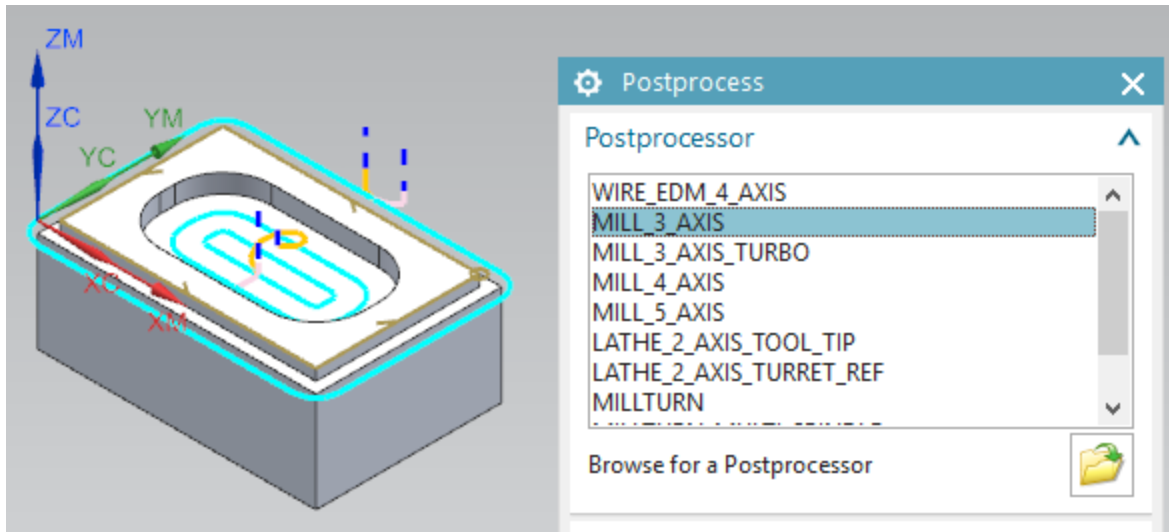 ZM
ZC
YM
YC
XC
XM
Postprocess
Postprocessor
WIRE_EDM_4_AXIS
MILL_3_AXIS
MILL_3_AXIS_TURBO
MILL_4_AXIS
MILL_5_AXIS
LATHE_2_AXIS_TOOL_TIP
LATHE_2_AXIS_TURRET_REF
MILLTURN
Browse for a Postprocessor